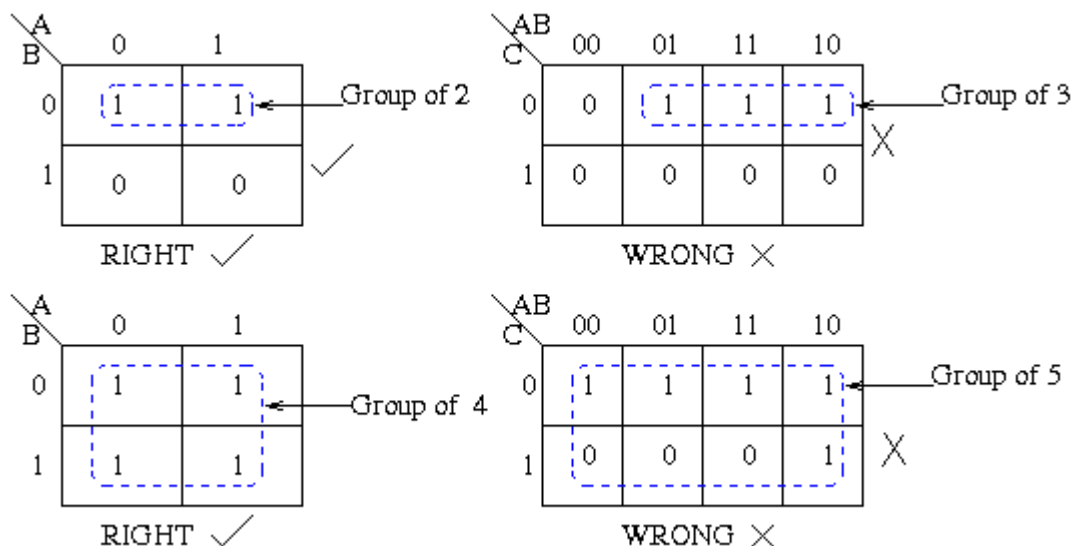 A AB
B 0 1 C 00 01 11 10
0 1 1 Group of 2 0 0 1 1 1 Group of 3
1 0 0 1 0 0 0 0
RIGHT WRONG
A AB
B 0 1 C 00 01 11 10
0 1 1 Group of 4 0 1 1 1 1 Group of 5
1 1 1 1 0 0 0 1
RIGHT WRONG